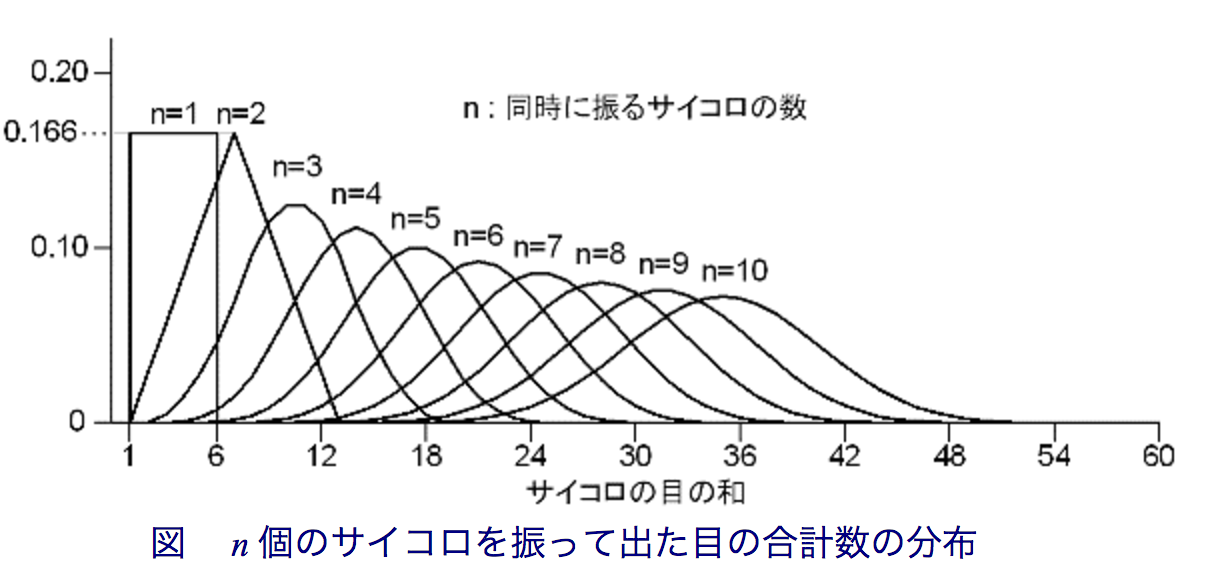 0.20
n : 同時に振るサイコロの数
n=1 n=2
0.166
n=3
n=4
n=5
n=6
n=7
n=8
n=9
n=10
0.10
0
1 6 12 18 24 30 36 42 48 54 60
サイコロの目の和
図 n 個のサイコロを振って出た目の合計数の分布